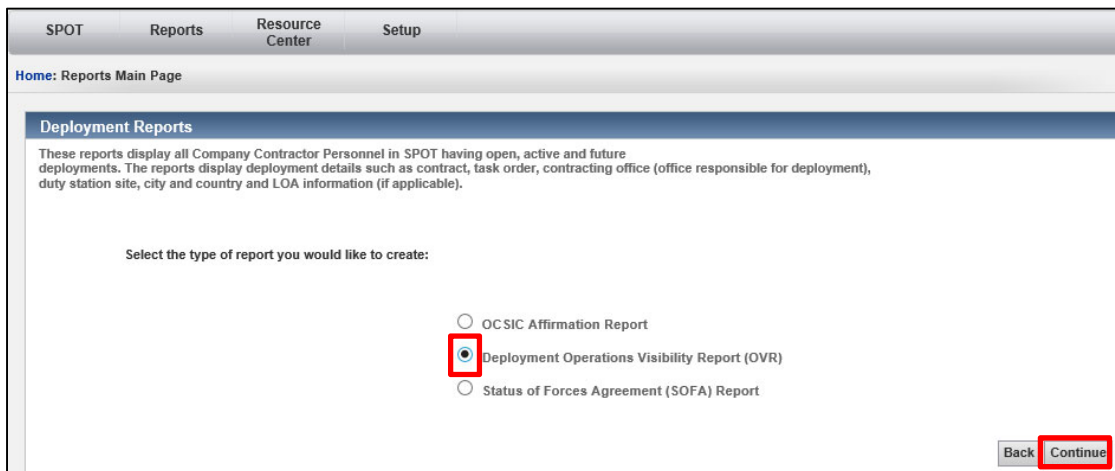 SPOT Reports Resource Center Setup
Home: Reports Main Page
Deployment Reports
These reports display all Company Contractor Personnel in SPOT having open, active and future
deployments. The reports display deployment details such as contract, task order, contracting office (office responsible for deployment),
duty station site, city and country and LOA information (if applicable).
Select the type of report you would like to create:
OCSIC Affirmation Report
Deployment Operations Visibility Report (OVR)
Status of Forces Agreement (SOFA) Report
Back Continue